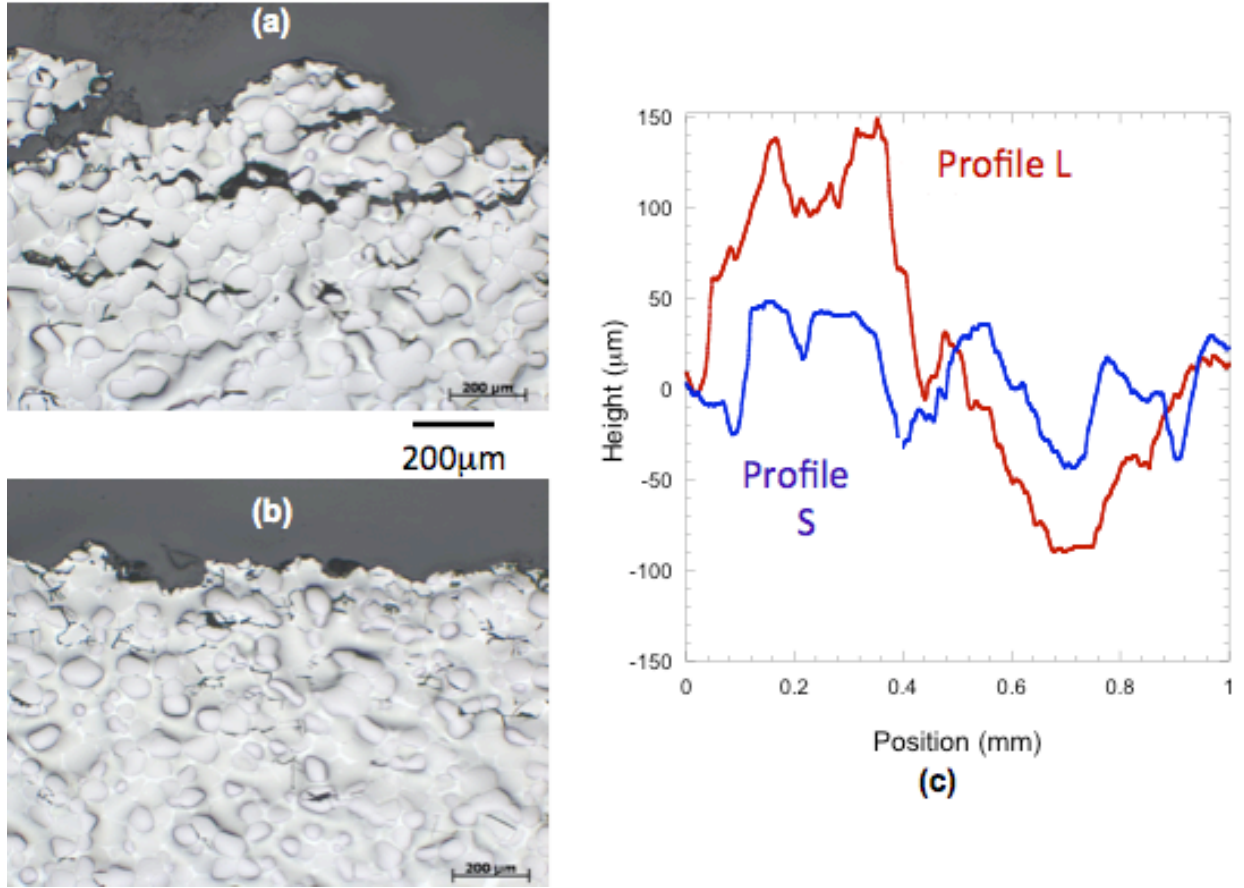 (a)
200 μm
200μm
(b)
200 μm
150
100
50
0
-50
-100
-150
Height (μm)
Profile L
Profile
S
0
0.2
0.4
0.6
0.8
1
Position (mm)
(c)